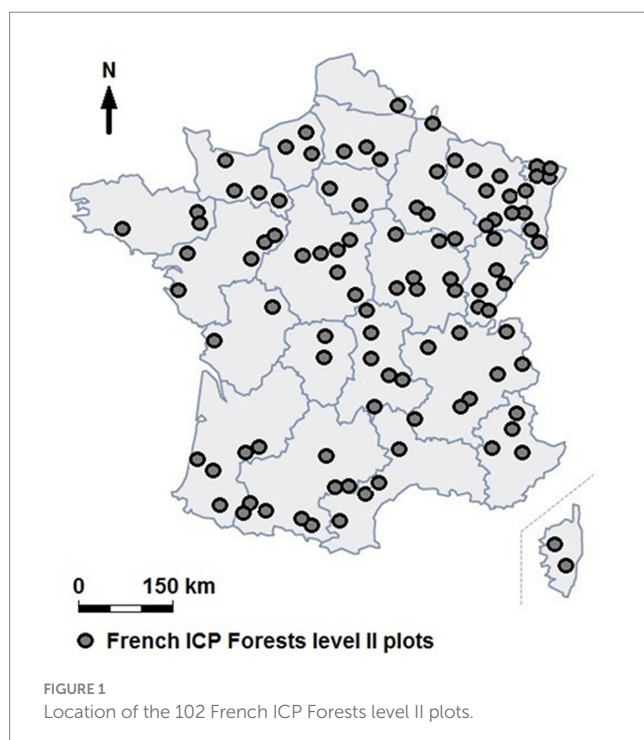 N
0 150 km
French ICP Forests level II plots
FIGURE 1
Location of the 102 French ICP Forests level II plots.